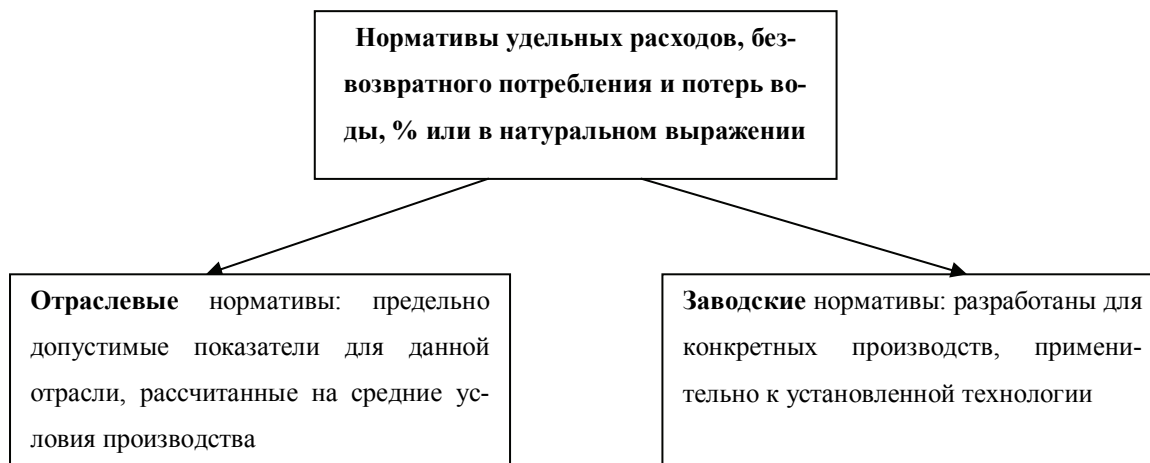 Нормативы удельных расходов, без-
возвратного потребления и потерь во-
ды, % или в натуральном выражении
Отраслевые нормативы: предельно
допустимые показатели для данной
отрасли, рассчитанные на средние ус-
ловия производства
Заводские нормативы: разработаны для
конкретных производств, примени-
тельно к установленной технологии